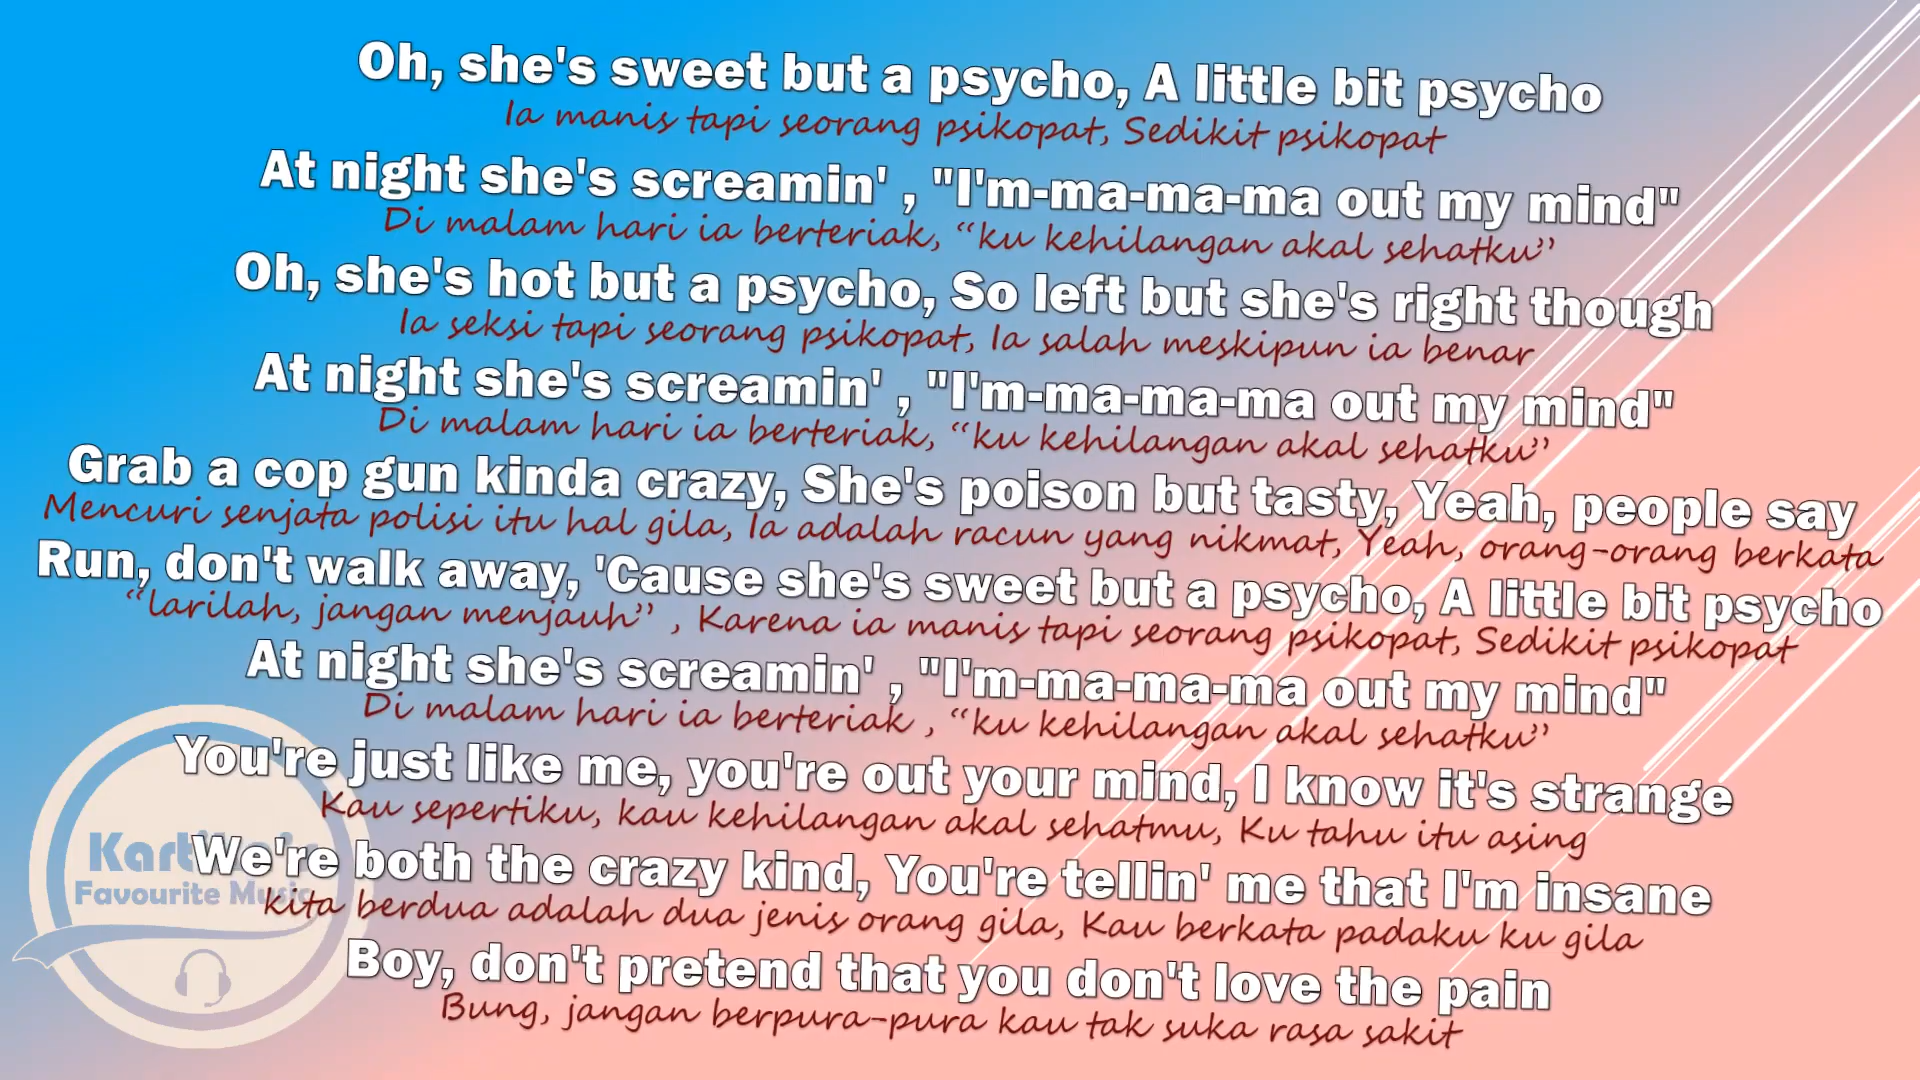 Oh, she's sweet but a psycho, A little bit psycho
Ia manis tapi seorang psikopat, Sedikit psikopat
At night she's screamin' , "I'm-ma-ma-ma out my mind"
Di malam hari ia berteriak, “ku kehilangan akal sehatku”
Oh, she's hot but a psycho, So left but she's right though
Ia seksi tapi seorang psikopat, Ia salah meskipun ia benar
At night she's screamin' , "I'm-ma-ma-ma out my mind"
Di malam hari ia berteriak, “ku kehilangan akal sehatku”
Grab a cop gun kinda crazy, She's poison but tasty, Yeah, people say
Mencuri senjata polisi itu hal gila, Ia adalah racun yang nikmat, Yeah, orang-orang berkata
Run, don't walk away, 'Cause she's sweet but a psycho, A little bit psycho
“larilah, jangan menjauh” , Karena ia manis tapi seorang psikopat, Sedikit psikopat
At night she's screamin' , "I'm-ma-ma-ma out my mind"
Di malam hari ia berteriak , “ku kehilangan akal sehatku”
You're just like me, you're out your mind, I know it's strange
Kau sepertiku, kau kehilangan akal sehatmu, Ku tahu itu asing
We're both the crazy kind, You're tellin' me that I'm insane
kita berdua adalah dua jenis orang gila, Kau berkata padaku ku gila
Boy, don't pretend that you don't love the pain
Bung, jangan berpura-pura kau tak suka rasa sakit
Favourite Music